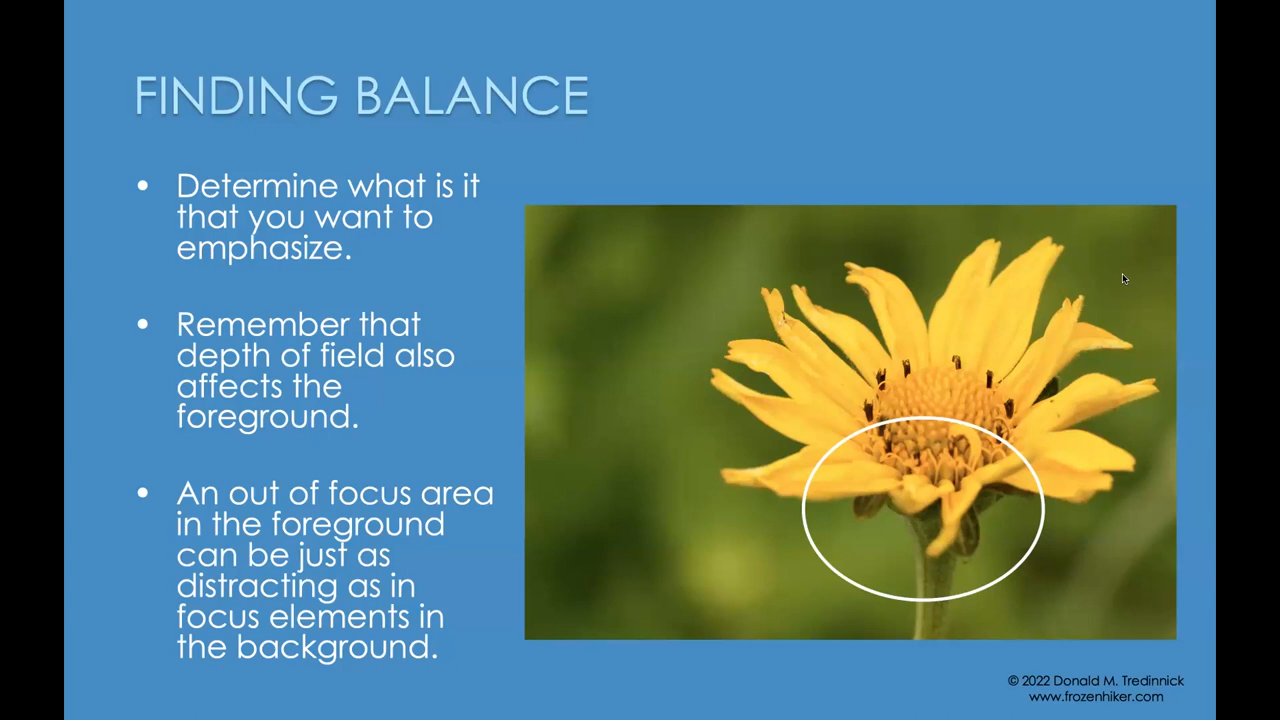 FINDING BALANCE
• Determine what is it
that you want to
emphasize.
• Remember that
depth of field also
affects the
foreground.
• An out of focus area
in the foreground
can be just as
distracting as in
focus elements in
the background.
© 2022 Donald M. Tredinnick
www.frozenhiker.com